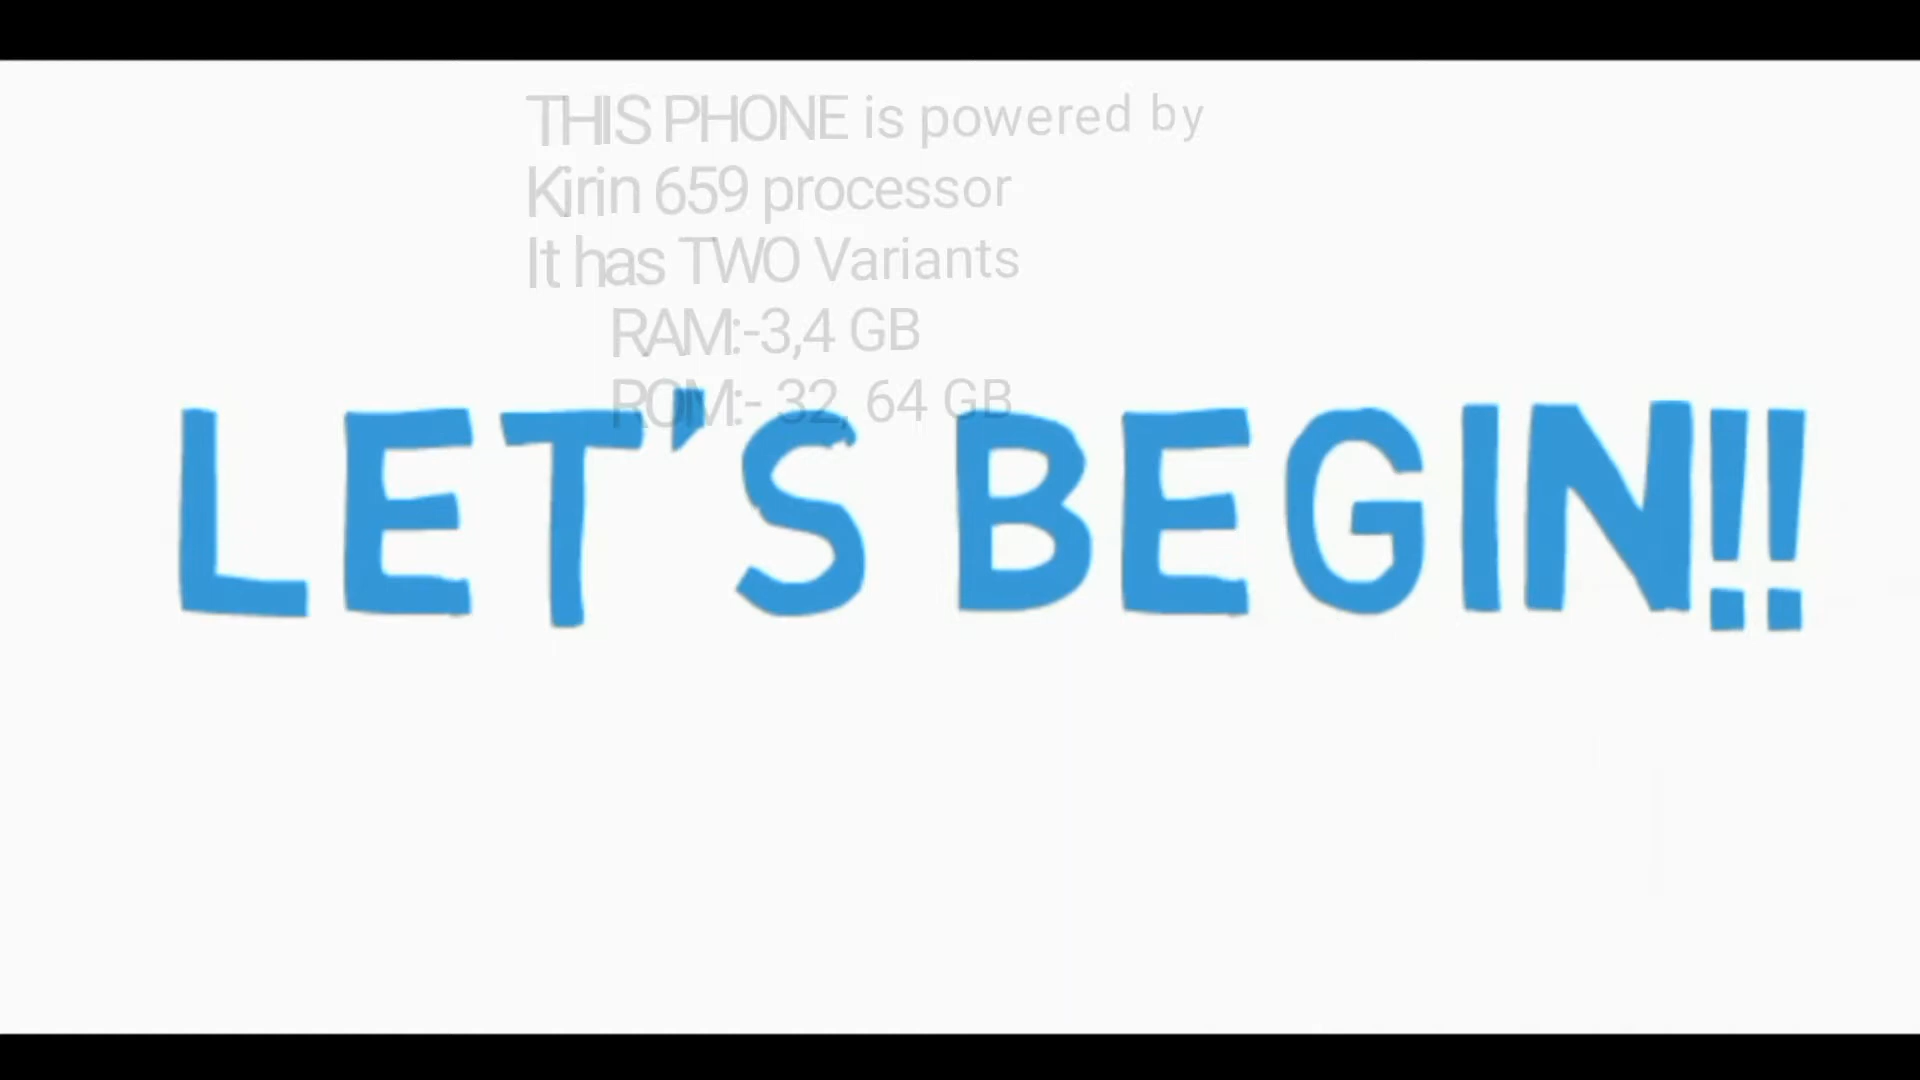 THIS PHONE is powered by
Kirin 659 processor
It has TWO Variants
RAM:-3,4 GB
ROM:- 32, 64 GB
LET'S BEGIN!!